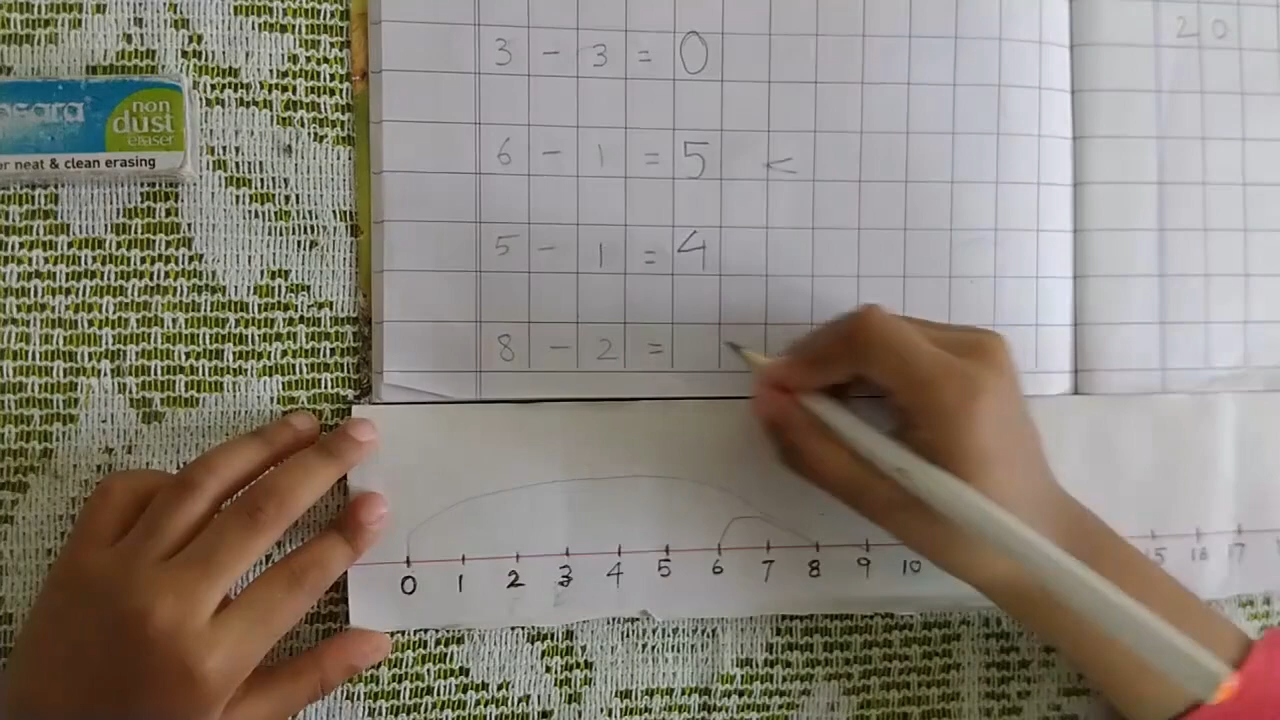 20
3 - 3 = 0
non
dust
eraser
or neat & clean erasing
6 - 1 = 5 <
5 - 1 = 4
8 - 2 =
0 1 2 3 4 5 6 7 8 9 10 15 16 17